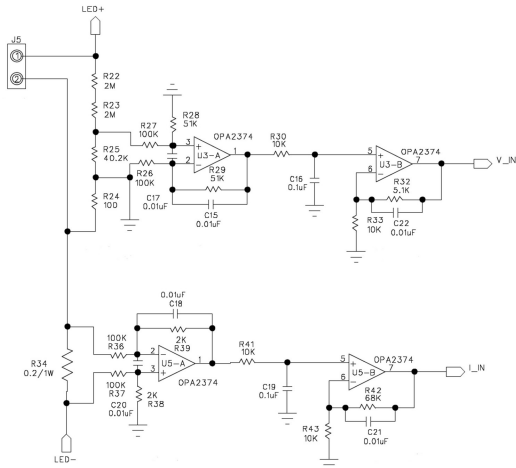 LED+
J5
1
2
R22
2M
R23
2M
R25
40.2K
R24
100
R27
100K
R26
100K
R28
51K
C17
0.01uF
3
2
1
+
−
U3-A
OPA2374
R29
51K
C15
0.01uF
R30
10K
C16
0.1uF
5
6
7
+
−
U3-B
OPA2374
V_IN
R32
5.1K
C22
0.01uF
R33
10K
R34
0.2/1W
LED-
0.01uF
C18
2K
R39
100K
R36
100K
R37
C20
0.01uF
2
3
1
−
+
U5-A
OPA2374
2K
R38
R41
10K
C19
0.1uF
5
6
7
+
−
U5-B
OPA2374
I_IN
R42
68K
C21
0.01uF
R43
10K